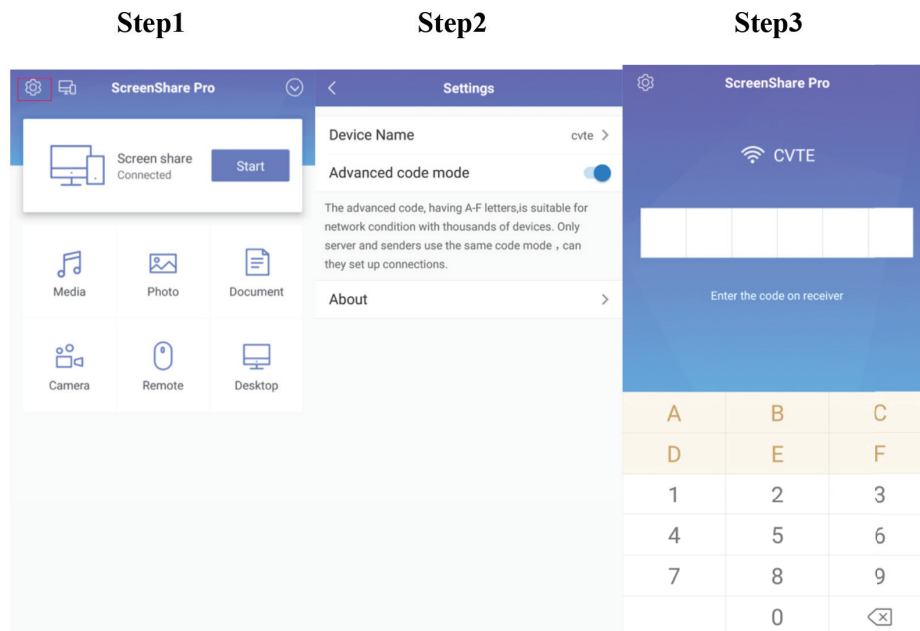 Step1
Step2
Step3
ScreenShare Pro
Screen share
Connected
Start
Media
Photo
Document
Camera
Remote
Desktop
Settings
Device Name
cvte
Advanced code mode
The advanced code, having A-F letters,is suitable for
network condition with thousands of devices. Only
server and senders use the same code mode , can
they set up connections.
About
ScreenShare Pro
CVTE
Enter the code on receiver
A B C
D E F
1 2 3
4 5 6
7 8 9
0